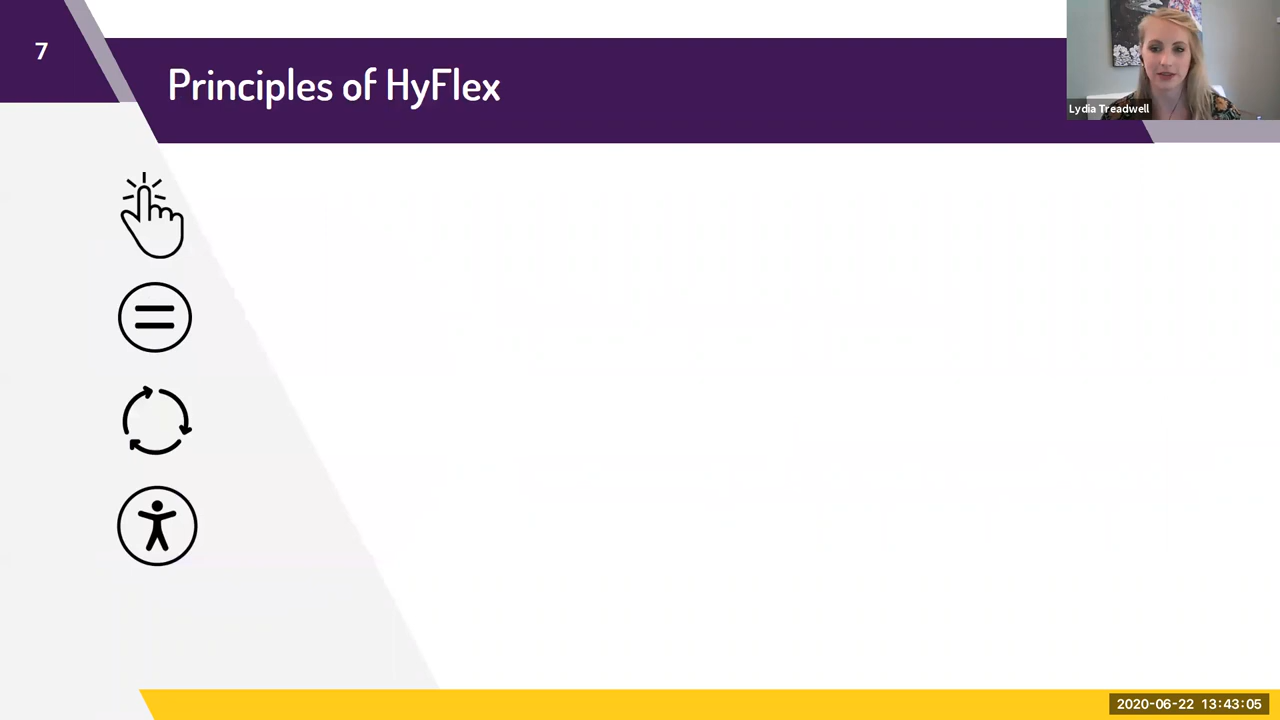 7
Principles of HyFlex
Lydia Treadwell
2020-06-22 13:43:05